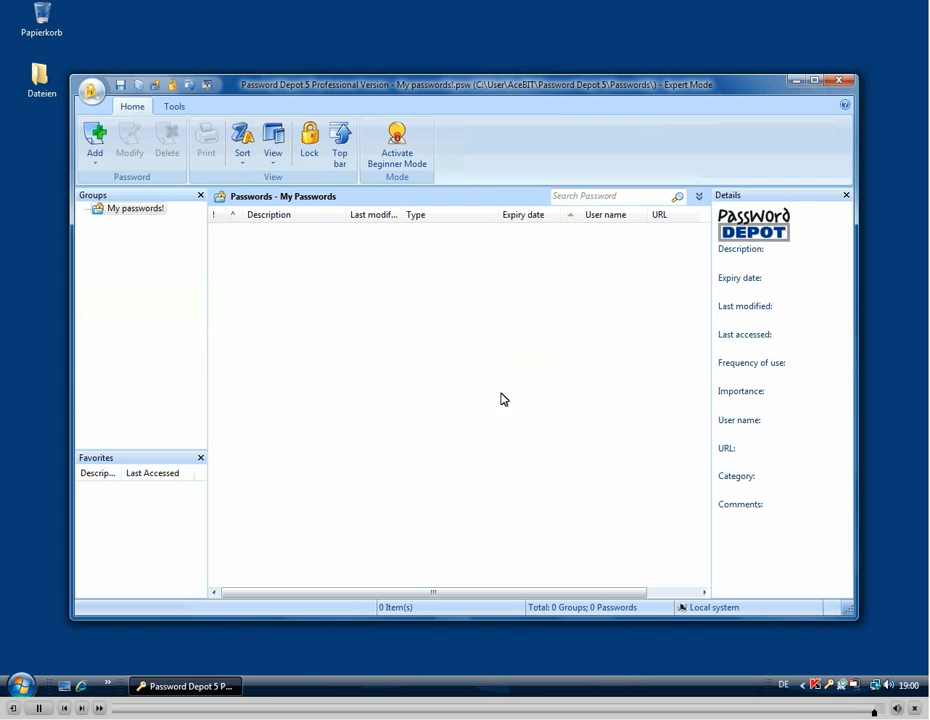 Papierkorb
Dateien
Password Depot 5 Professional Version - My passwords!.psw (C:\User\AceBIT\Password Depot 5\Passwords\) - Expert Mode
Home Tools
Add Modify Delete Print Sort View Lock Top bar Activate Beginner Mode
Password View Mode
Groups
My passwords!
Passwords - My Passwords
Search Password
! ^ Description Last modif... Type Expiry date User name URL
Details
PASSWORD DEPOT
Description:
Expiry date:
Last modified:
Last accessed:
Frequency of use:
Importance:
User name:
URL:
Category:
Comments:
Favorites
Descrip... Last Accessed
0 Item(s) Total: 0 Groups; 0 Passwords Local system
Password Depot 5 P...
DE
19:00